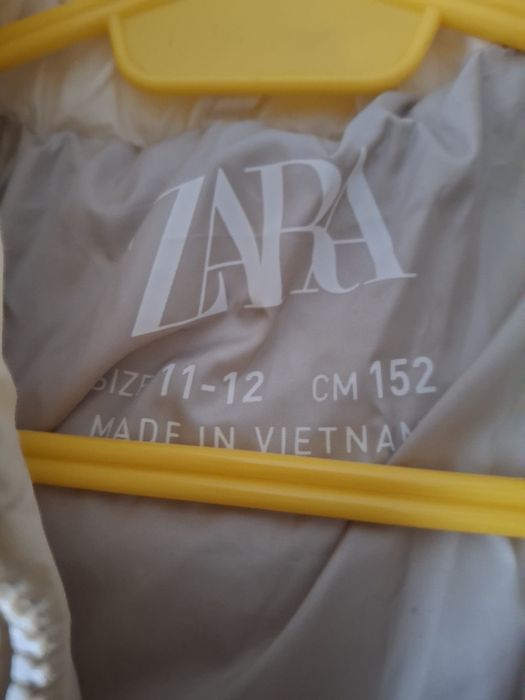 ZARA
SIZE 11-12 CM 152
MADE IN VIETNAM